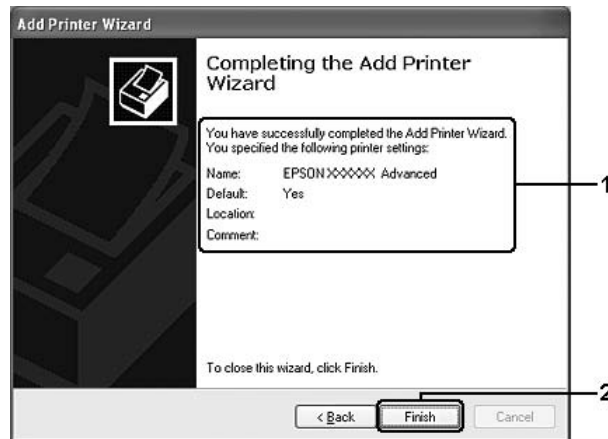 Add Printer Wizard
Completing the Add Printer
Wizard
You have successfully completed the Add Printer Wizard.
You specified the following printer settings:
Name: EPSON XXXXXX Advanced
Default: Yes
Location:
Comment:
1
To close this wizard, click Finish.
2
< Back Finish Cancel